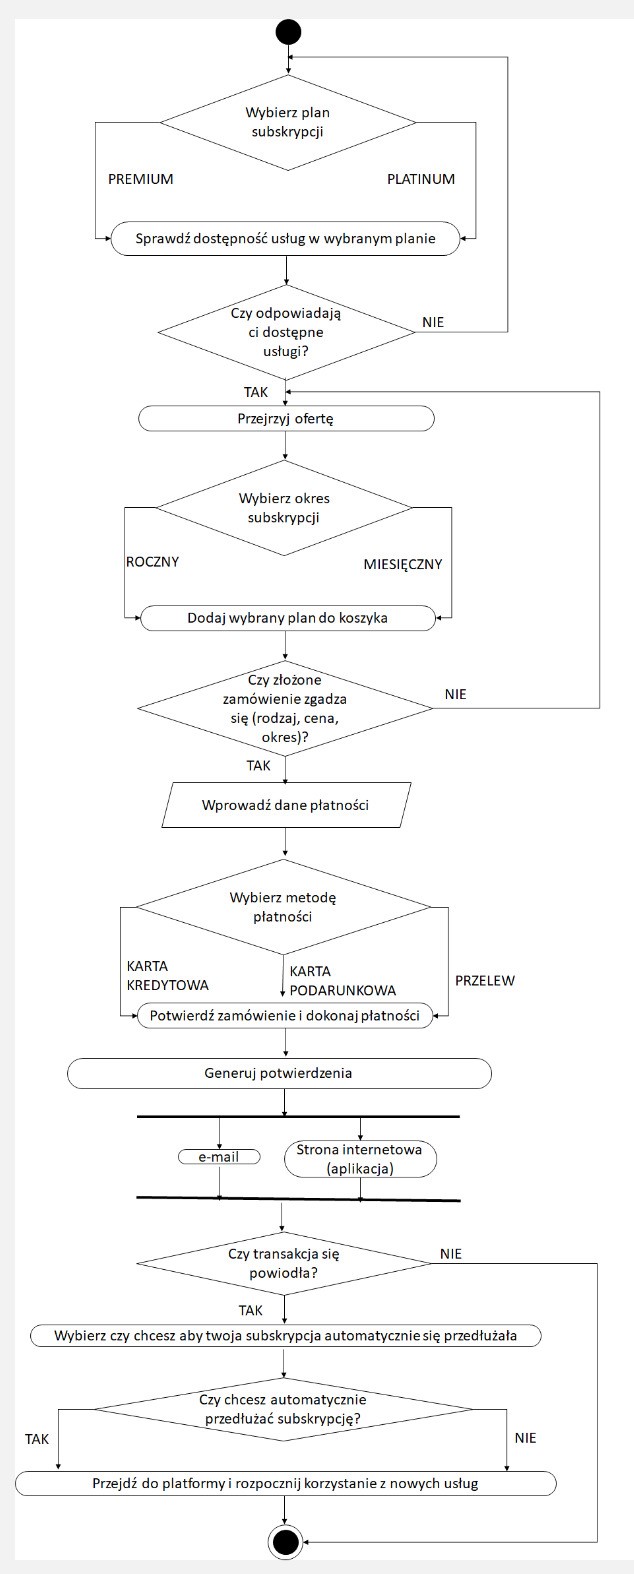 Wybierz plan
subskrypcji
PREMIUM
PLATINUM
Sprawdź dostępność usług w wybranym planie
Czy odpowiadają
ci dostępne
usługi?
NIE
TAK
Przejrzyj ofertę
Wybierz okres
subskrypcji
ROCZNY
MIESIĘCZNY
Dodaj wybrany plan do koszyka
Czy złożone
zamówienie zgadza
się (rodzaj, cena,
okres)?
NIE
TAK
Wprowadź dane płatności
Wybierz metodę
płatności
KARTA
KREDYTOWA
KARTA
PODARUNKOWA
PRZELEW
Potwierdź zamówienie i dokonaj płatności
Generuj potwierdzenia
e-mail
Strona internetowa
(aplikacja)
Czy transakcja się
powiodła?
NIE
TAK
Wybierz czy chcesz aby twoja subskrypcja automatycznie się przedłużała
Czy chcesz automatycznie
przedłużać subskrypcję?
TAK
NIE
Przejdź do platformy i rozpocznij korzystanie z nowych usług